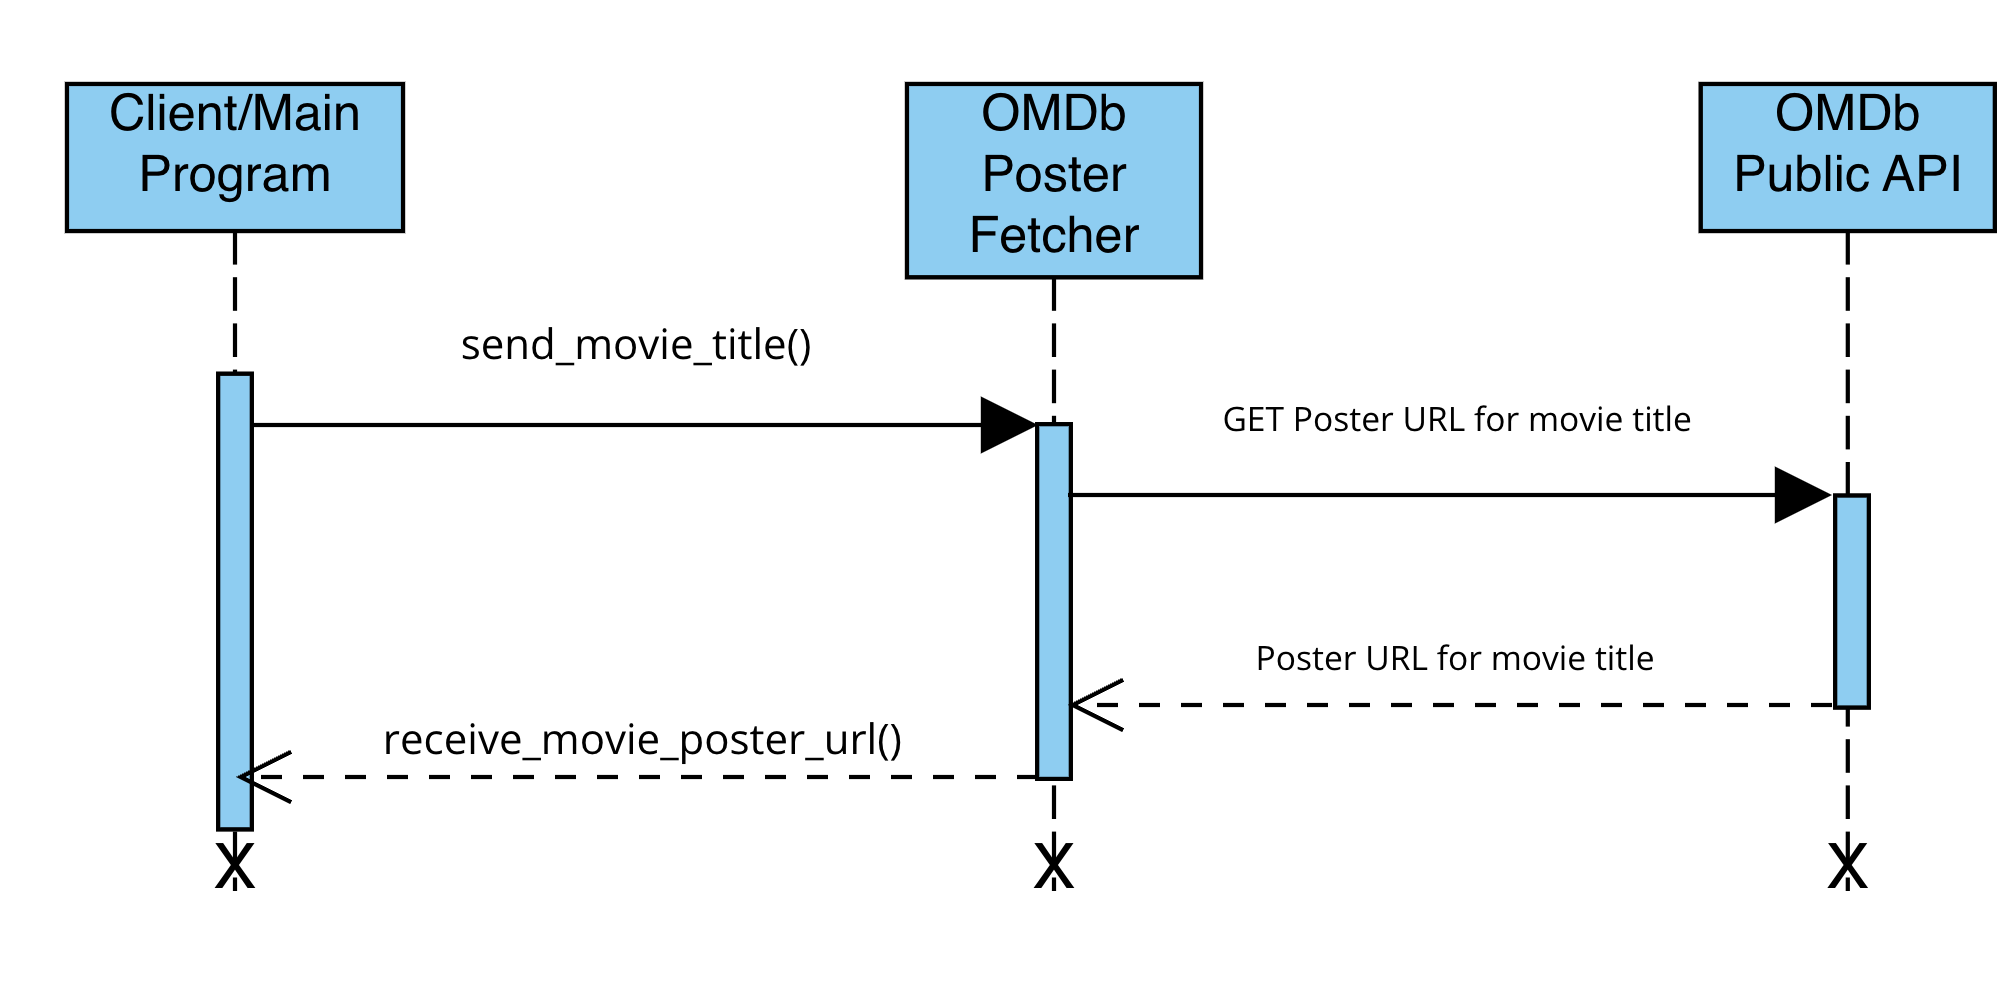 Client/Main
Program
OMDb
Poster
Fetcher
OMDb
Public API
send_movie_title()
GET Poster URL for movie title
Poster URL for movie title
receive_movie_poster_url()
X
X
X